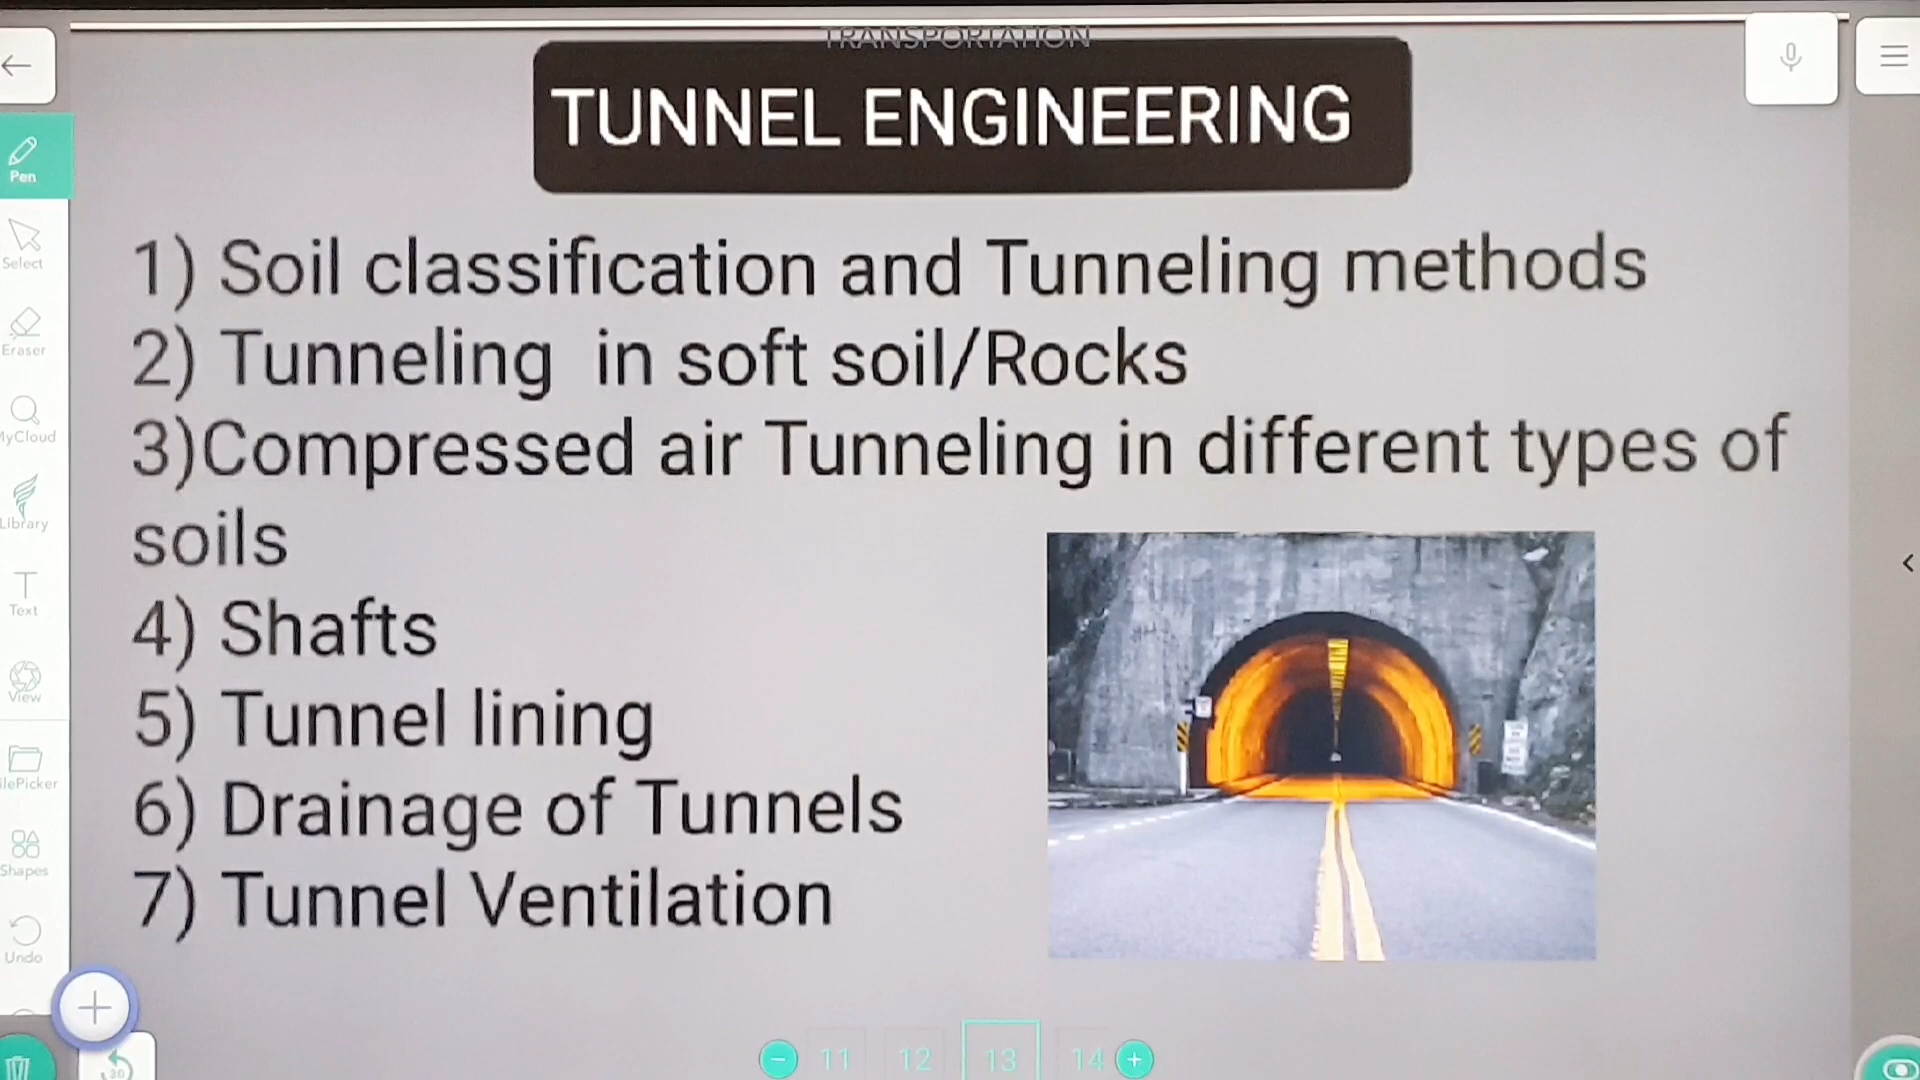 TRANSPORTATION
TUNNEL ENGINEERING
1) Soil classification and Tunneling methods
2) Tunneling in soft soil/Rocks
3)Compressed air Tunneling in different types of
soils
4) Shafts
5) Tunnel lining
6) Drainage of Tunnels
7) Tunnel Ventilation
Pen
Select
Eraser
MyCloud
Library
Text
View
ilePicker
Shapes
Undo
30
11 12 13 14